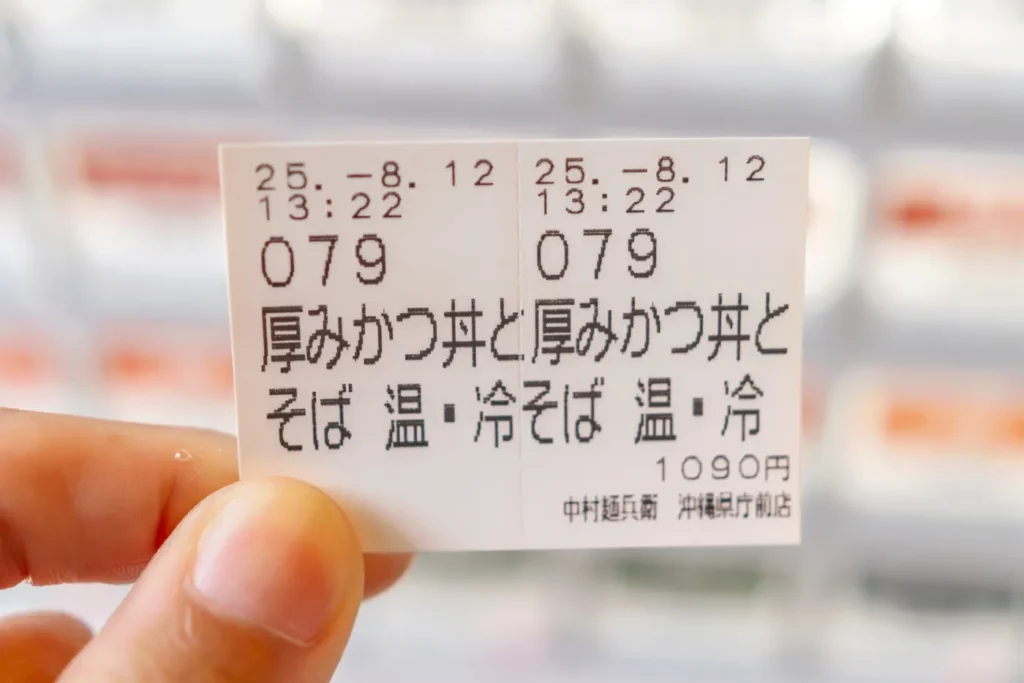 25.-8.12
13:22
079
厚みかつ丼と
そば 温・冷
25.-8.12
13:22
079
厚みかつ丼と
そば 温・冷
1090円
中村麺兵衛 沖縄県庁前店